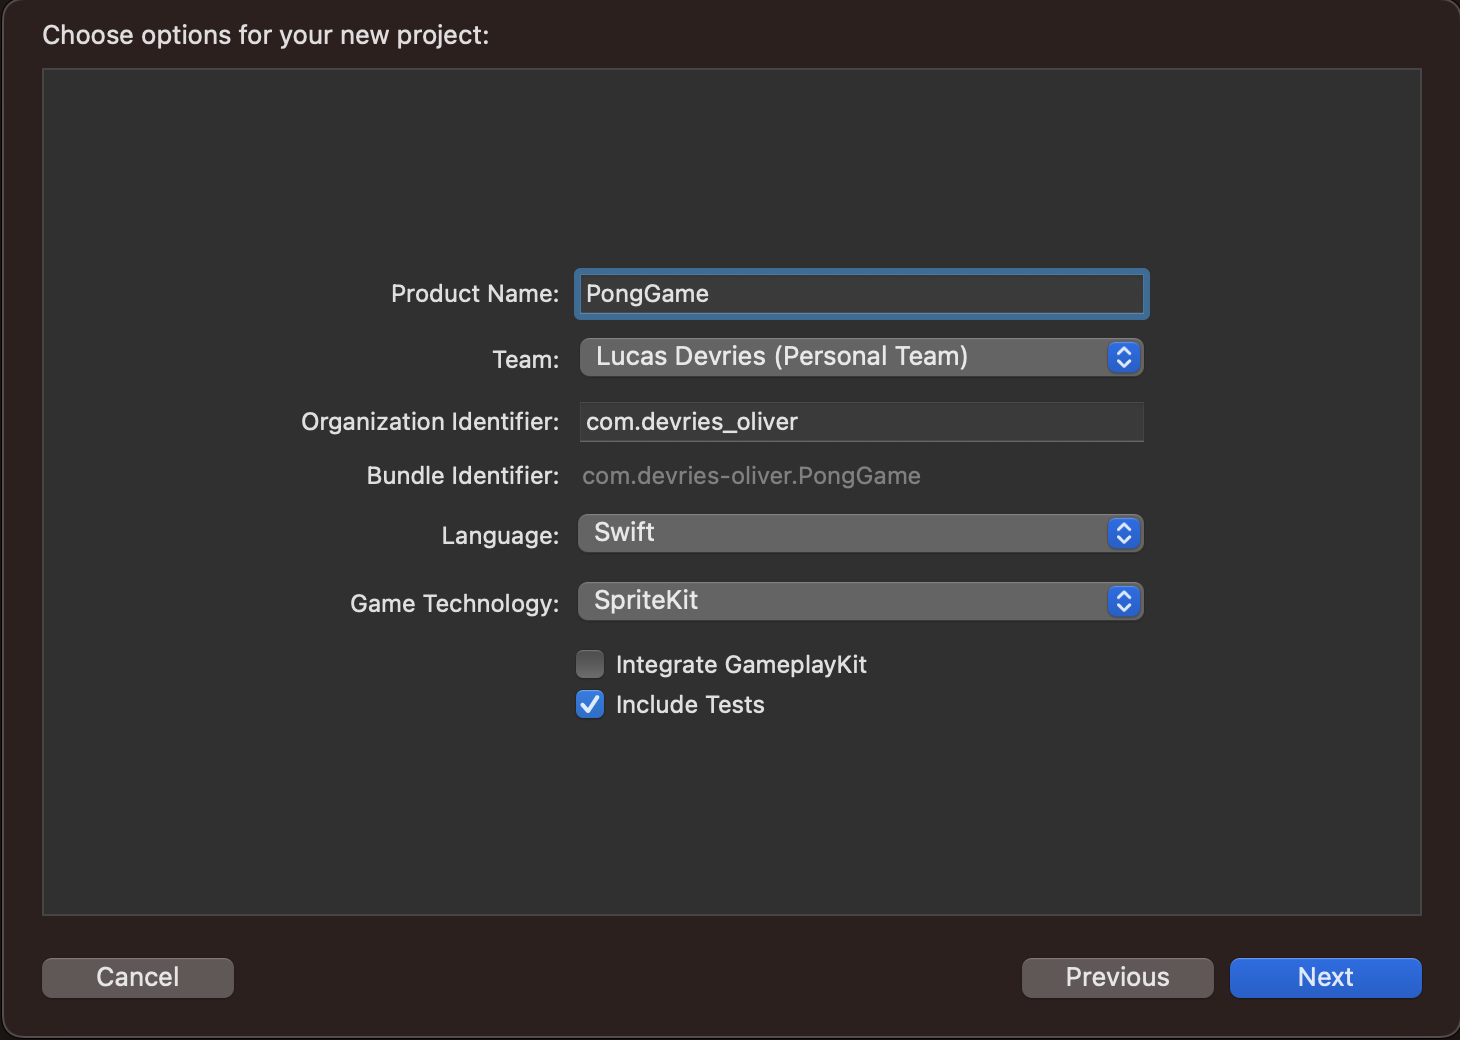 Choose options for your new project:
Product Name: PongGame
Team: Lucas Devries (Personal Team)
Organization Identifier: com.devries_oliver
Bundle Identifier: com.devries-oliver.PongGame
Language: Swift
Game Technology: SpriteKit
Integrate GameplayKit
Include Tests
Cancel Previous Next